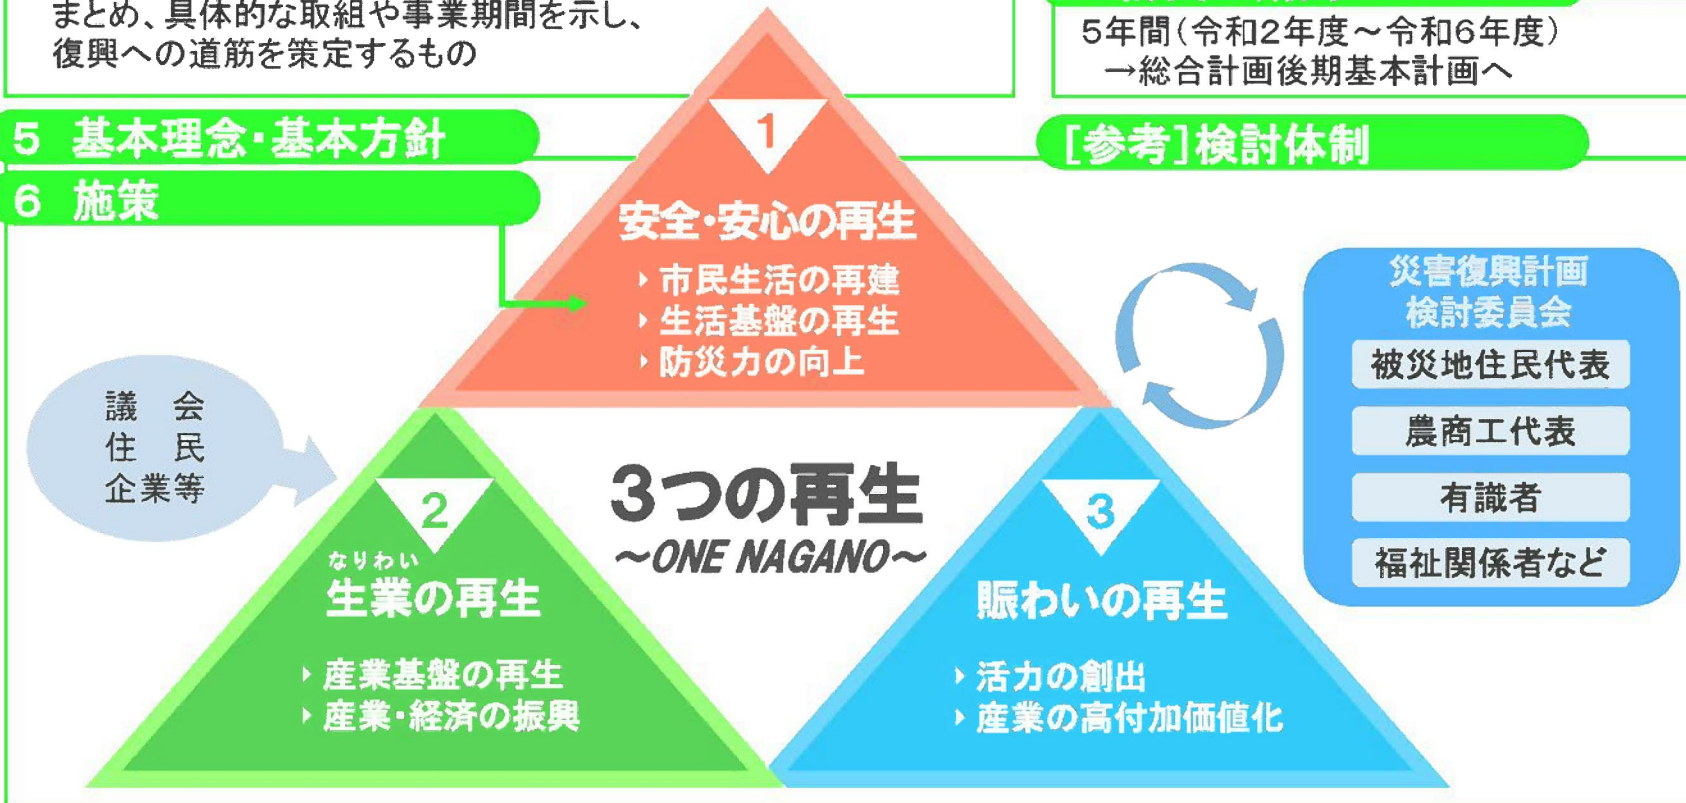 まとめ、具体的な取組や事業期間を示し、
復興への道筋を策定するもの
5年間（令和2年度～令和6年度）
→総合計画後期基本計画へ
5 基本理念・基本方針
6 施策
[参考]検討体制
1
安全・安心の再生
市民生活の再建
生活基盤の再生
防災力の向上
議 会
住 民
企業等
3つの再生
～ONE NAGANO～
2
なりわい
生業の再生
産業基盤の再生
産業・経済の振興
3
賑わいの再生
活力の創出
産業の高付加価値化
災害復興計画
検討委員会
被災地住民代表
農商工代表
有識者
福祉関係者など